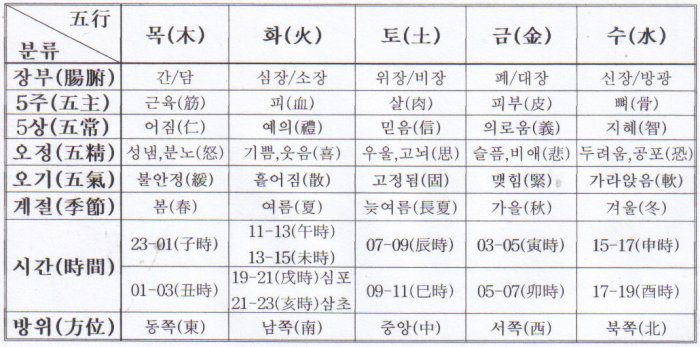 五行
분류
목(木) 화(火) 토(土) 금(金) 수(水)
장부(腸腑) 간/담 심장/소장 위장/비장 폐/대장 신장/방광
5주(五主) 근육(筋) 피(血) 살(肉) 피부(皮) 뼈(骨)
5상(五常) 어짐(仁) 예의(禮) 믿음(信) 의로움(義) 지혜(智)
오정(五精) 성냄,분노(怒) 기쁨,웃음(喜) 우울,고뇌(思) 슬픔,비애(悲) 두려움,공포(恐)
오기(五氣) 불안정(緩) 흩어짐(散) 고정됨(固) 맺힘(緊) 가라앉음(軟)
계절(季節) 봄(春) 여름(夏) 늦여름(長夏) 가을(秋) 겨울(冬)
시간(時間)
23-01(子時) 11-13(午時) 07-09(辰時) 03-05(寅時) 15-17(申時)
13-15(未時)
01-03(丑時) 19-21(戌時)심포 09-11(巳時) 05-07(卯時) 17-19(酉時)
21-23(亥時)삼초
방위(方位) 동쪽(東) 남쪽(南) 중앙(中) 서쪽(西) 북쪽(北)